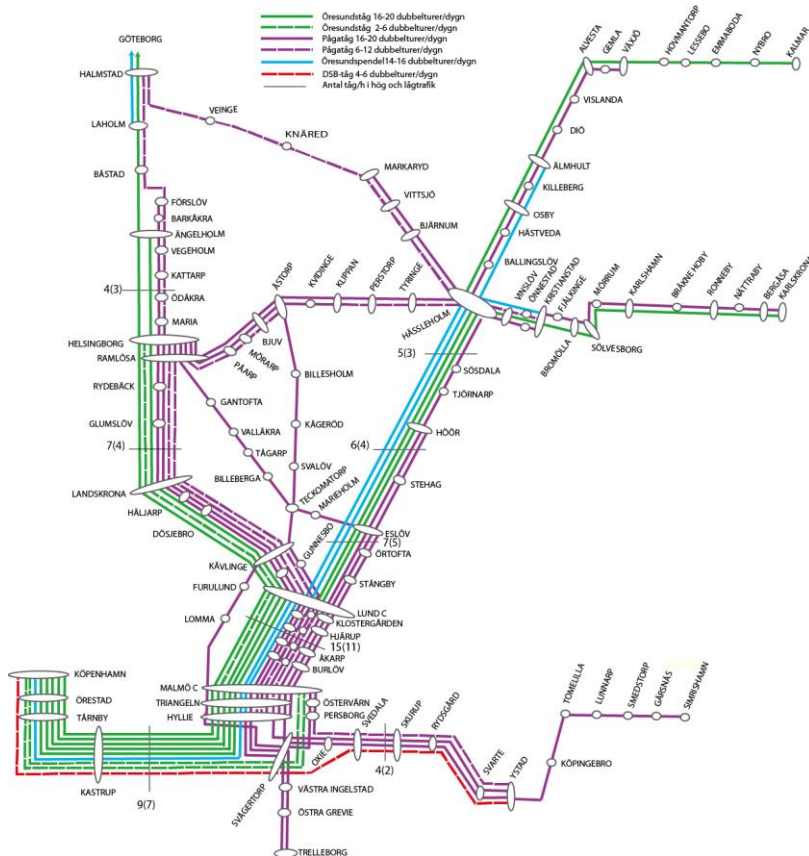 Öresundståg 16-20 dubbelturer/dygn
Öresundståg 2-6 dubbelturer/dygn
Pågatåg 16-20 dubbelturer/dygn
Pågatåg 6-12 dubbelturer/dygn
Öresundspendel14-16 dubbelturer/dygn
DSB-tåg 4-6 dubbelturer/dygn
Antal tåg/h i hög och lågtrafik
GÖTEBORG
HALMSTAD
LAHOLM
BÅSTAD
VEINGE
KNÄRED
MARKARYD
VITTSJÖ
BJÄRNUM
FÖRSLÖV
BARKÅKRA
ÄNGELHOLM
VEGEHOLM
KATTARP
4(3)
ÖDÅKRA
MARIA
HELSINGBORG
RAMLÖSA
RYDEBÄCK
GLUMSLÖV
7(4)
LANDSKRONA
HÄLJARP
DÖSJEBRO
KÄVLINGE
FURULUND
LOMMA
GUNNESBO
ÅSTORP
KVIDINGE
KLIPPAN
PERSTORP
TYRINGE
BJUV
MÖRARP
PÅARP
GANTOFTA
VALLÅKRA
TÅGARP
BILLEBERGA
BILLESHOLM
KÅGERÖD
SVALÖV
TECKOMATORP
MARIEHOLM
ALVESTA
GEMLA
VÄXJÖ
HOVMANTORP
LESSEBO
EMMABODA
NYBRO
KALMAR
VISLANDA
DIÖ
ÄLMHULT
KILLEBERG
OSBY
HÄSTVEDA
BALLINGSLÖV
HÄSSLEHOLM
VINSLÖV
ÖNNESTAD
KRISTIANSTAD
FJÄLKINGE
BROMÖLLA
SÖLVESBORG
MÖRRUM
KARLSHAMN
BRÄKNE HOBY
RONNEBY
NÄTTRABY
BERGÅSA
KARLSKRONA
5(3)
SÖSDALA
TJÖRNARP
HÖÖR
6(4)
STEHAG
ESLÖV
7(5)
ÖRTOFTA
STÅNGBY
LUND C
KLOSTERGÅRDEN
HJÄRUP
15(11)
ÅKARP
BURLÖV
MALMÖ C
TRIANGELN
HYLLIE
ÖSTERVÄRN
PERSBORG
KÖPENHAMN
ÖRESTAD
TÅRNBY
KASTRUP
9(7)
SVÅGERTORP
OXIE
SVEDALA
SKURUP
RYDSGÅRD
4(2)
SVARTE
YSTAD
KÖPINGEBRO
TOMELILLA
LUNNARP
SMEDSTORP
GÄRSNÄS
SIMRISHAMN
VÄSTRA INGELSTAD
ÖSTRA GREVIE
TRELLEBORG